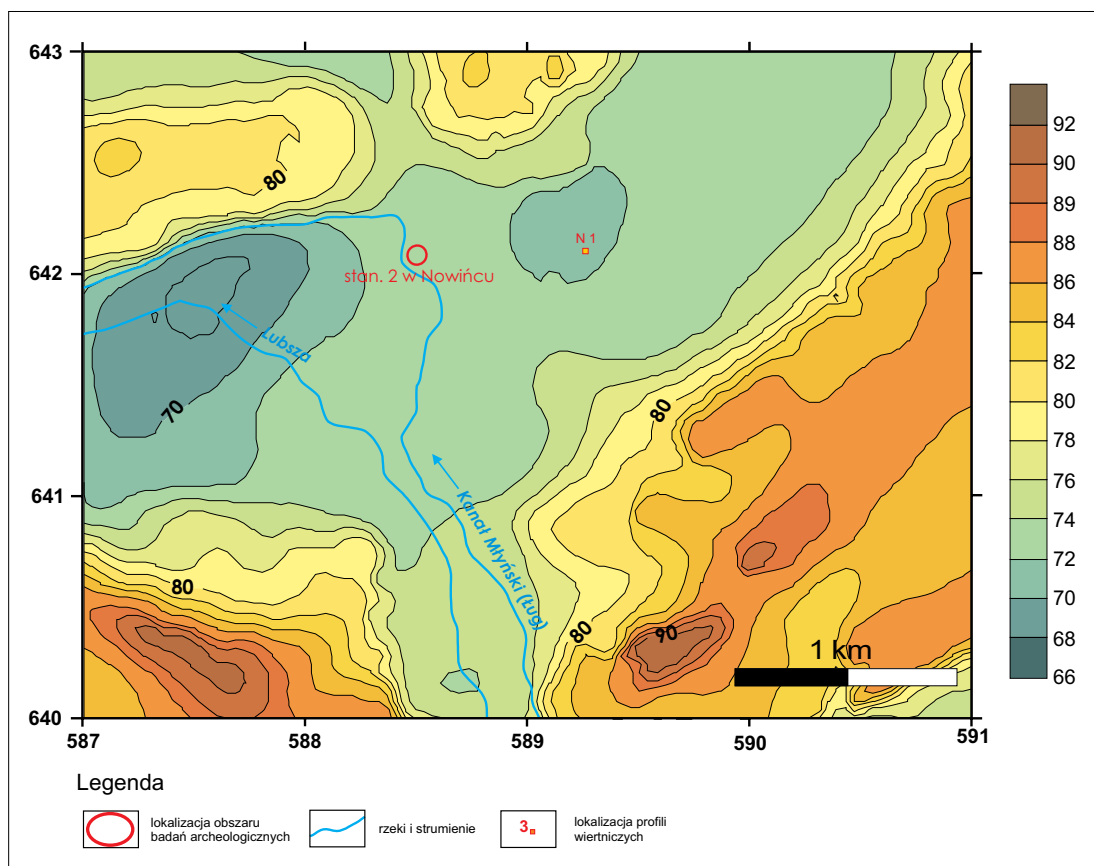 643
642
641
640
587
588
589
590
591
80
80
80
80
70
90
N 1
stan. 2 w Nowińcu
Lubsza
Kanał Młyński (Ług)
1 km
92
90
88
86
84
82
80
78
76
74
72
70
68
66
Legenda
lokalizacja obszaru
badań archeologicznych
rzeki i strumienie
3
lokalizacja profili
wiertniczych